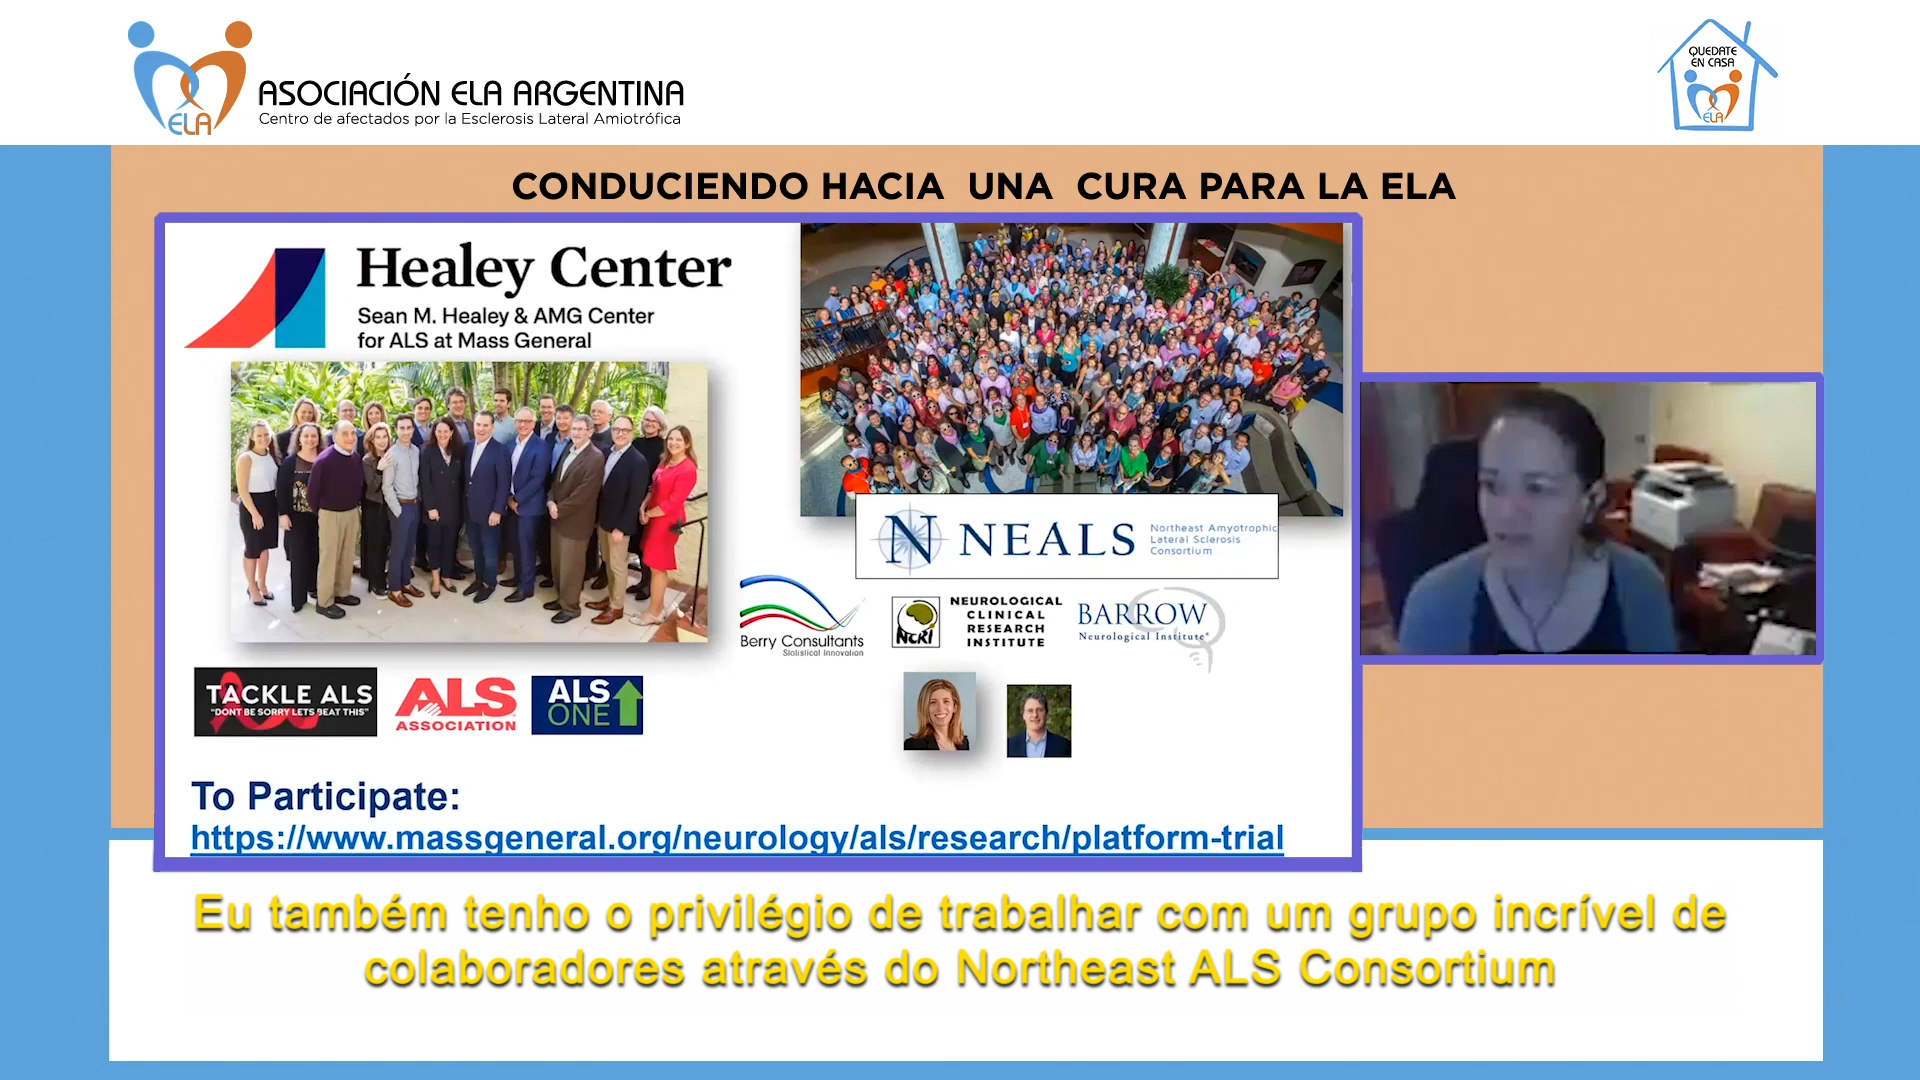 ELA
ASOCIACIÓN ELA ARGENTINA
Centro de afectados por la Esclerosis Lateral Amiotrófica
QUEDATE
EN CASA
ELA
CONDUCIENDO HACIA UNA CURA PARA LA ELA
Healey Center
Sean M. Healey & AMG Center
for ALS at Mass General
N NEALS
Northeast Amyotrophic
Lateral Sclerosis
Consortium
Berry Consultants
Statistical Innovation
NCRI
NEUROLOGICAL
CLINICAL
RESEARCH
INSTITUTE
BARROW
Neurological Institute®
TACKLE ALS
"DONT BE SORRY LETS BEAT THIS"
ALS
ASSOCIATION
ALS
ONE
To Participate:
https://www.massgeneral.org/neurology/als/research/platform-trial
Eu também tenho o privilégio de trabalhar com um grupo incrível de
colaboradores através do Northeast ALS Consortium